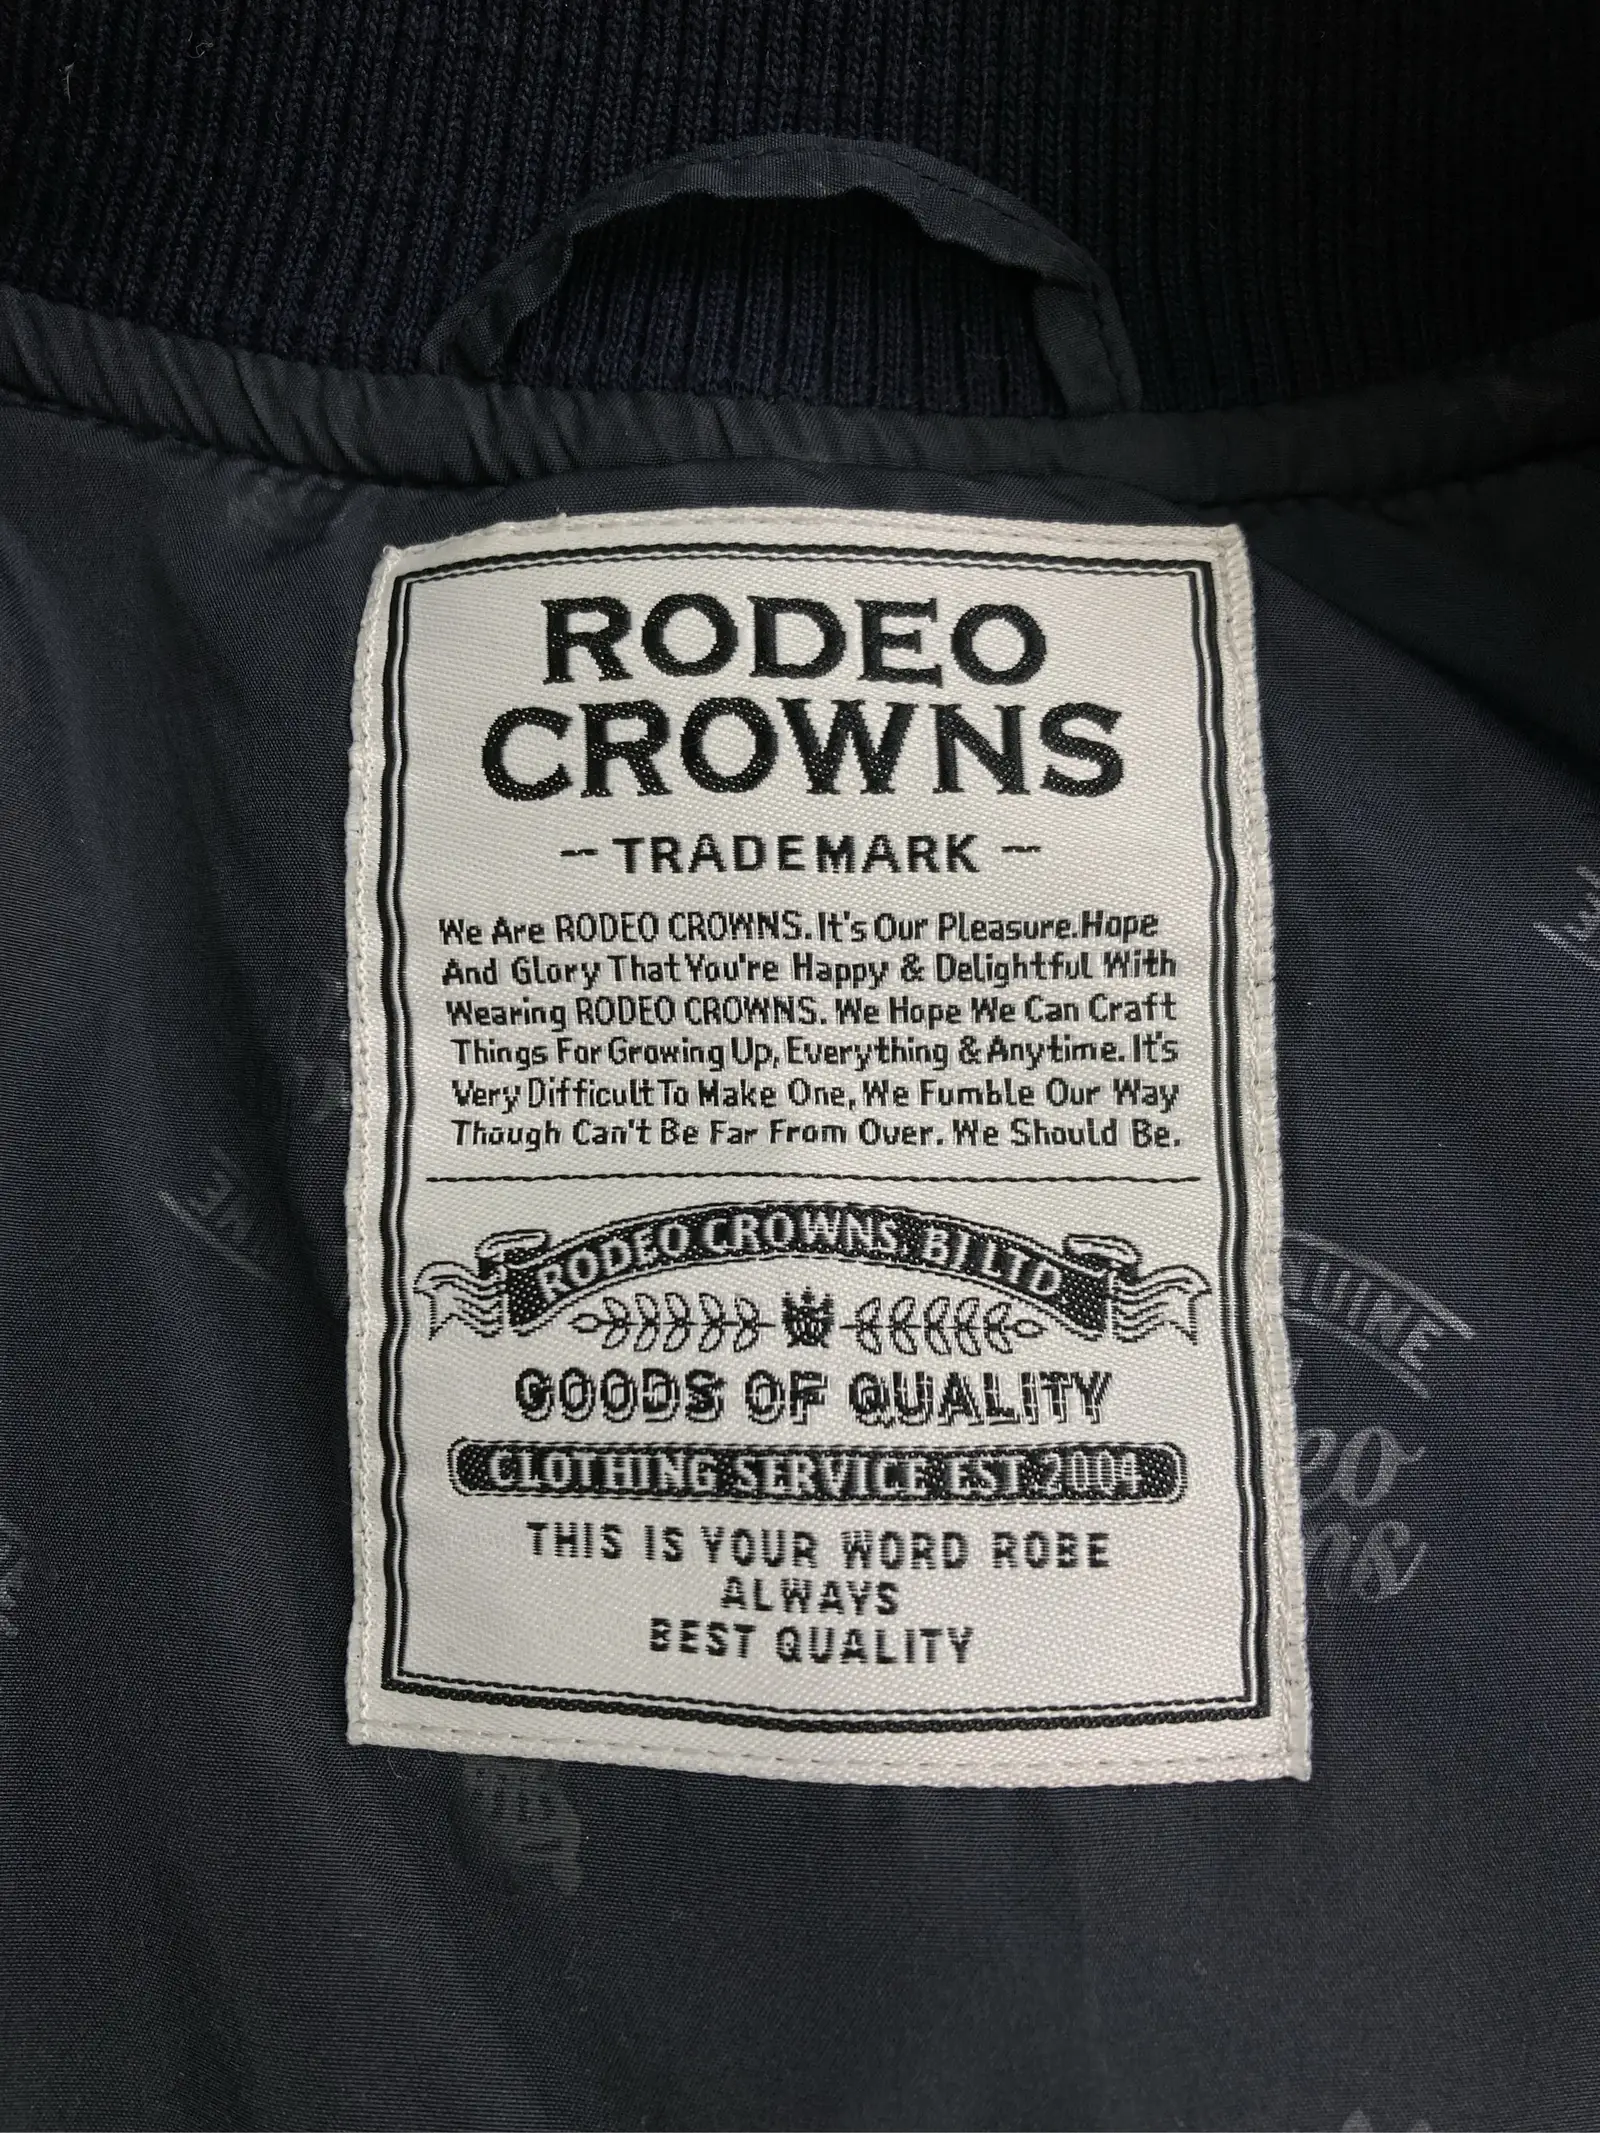 RODEO
CROWNS
- TRADEMARK -
We Are RODEO CROWNS. It's Our Pleasure. Hope
And Glory That You're Happy & Delightful With
Wearing RODEO CROWNS. We Hope We Can Craft
Things For Growing Up, Everything & Anytime. It's
Very Difficult To Make One, We Fumble Our Way
Though Can't Be Far From Over. We Should Be.
RODEO CROWNS. BJ LTD
GOODS OF QUALITY
CLOTHING SERVICE EST 2004
THIS IS YOUR WORD ROBE
ALWAYS
BEST QUALITY